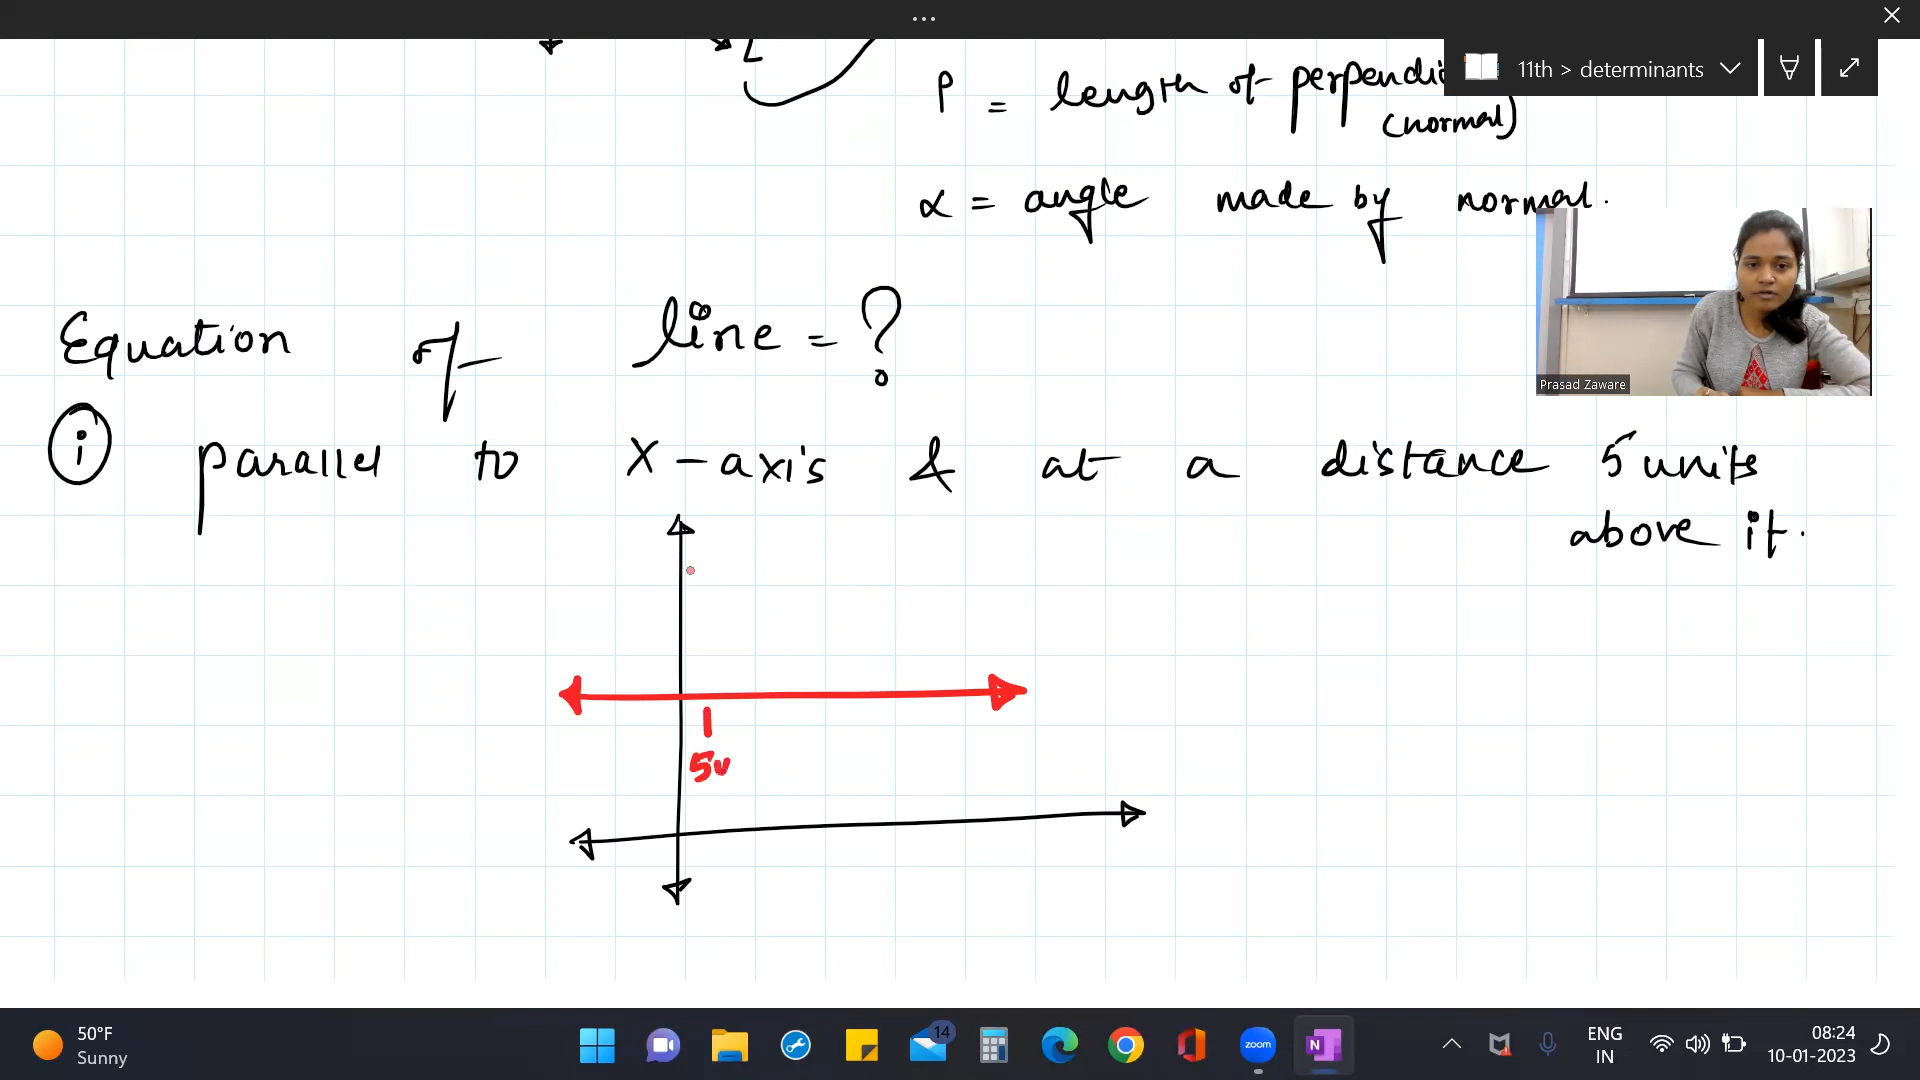 ...
11th > determinants
P = length of perpendi
(normal)
α = angle made by normal.
Prasad Zaware
Equation of line = ?
i parallel to X-axis & at a distance 5 units
above it.
5u
50°F
Sunny
14
zoom
N
ENG
IN
08:24
10-01-2023